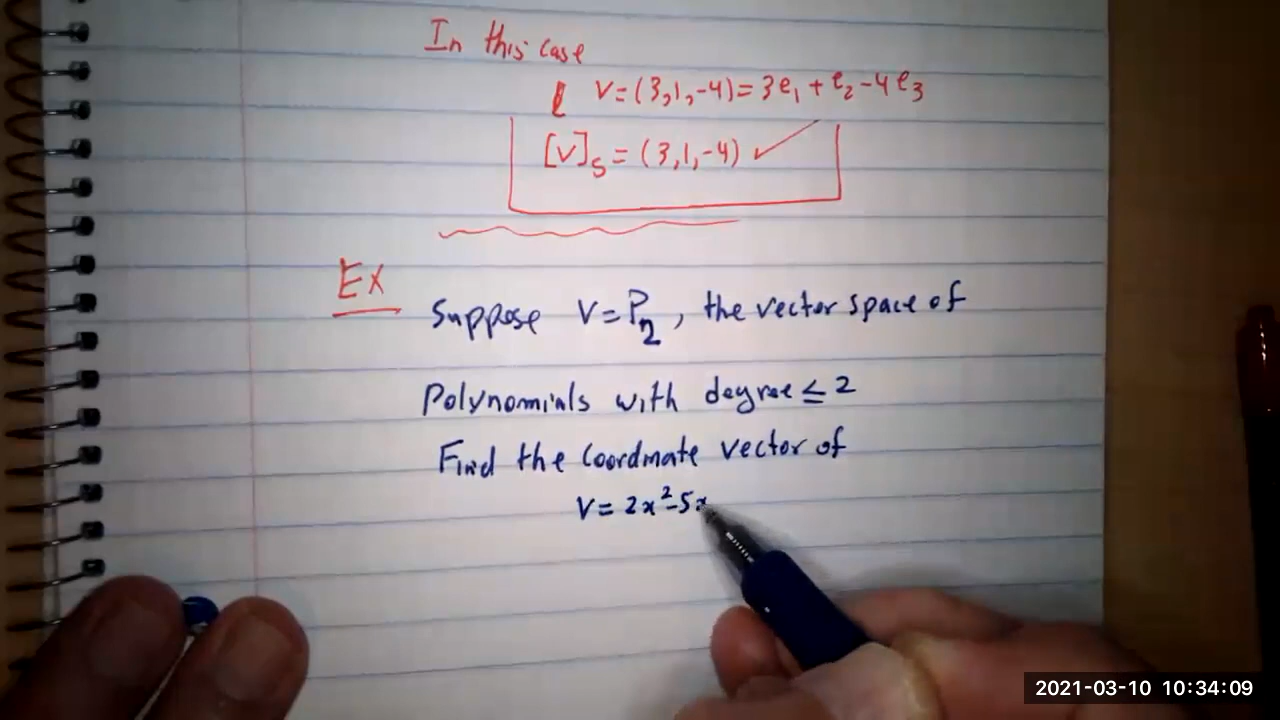 In this case
V=(3,1,-4)=3e₁+e₂-4e₃
[V]ₛ=(3,1,-4) ✓
Ex
Suppose V=P₂, the vector space of
Polynomials with degree ≤ 2
Find the Coordinate vector of
V= 2x²-5x
2021-03-10 10:34:09